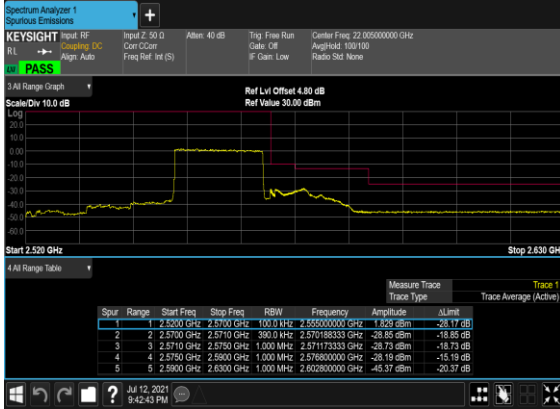 Spectrum Analyzer 1
Spurious Emissions
KEYSIGHT Input: RF Input Z: 50 Ω Atten: 40 dB Trig: Free Run Center Freq: 22.005000000 GHz
RL Coupling: DC Corr CCorr Gate: Off Avg|Hold: 100/100
Align: Auto Freq Ref: Int (S) IF Gain: Low Radio Std: None
PASS
3 All Range Graph
Ref Lvl Offset 4.80 dB
Scale/Div 10.0 dB Ref Value 30.00 dBm
Log
20.0
10.0
0.00
-10.0
-20.0
-30.0
-40.0
-50.0
-60.0
Start 2.520 GHz Stop 2.630 GH
4 All Range Table
Measure Trace Trace 1
Trace Type Trace Average (Active)
Spur Range Start Freq Stop Freq RBW Frequency Amplitude ΔLimit
1 1 2.5200 GHz 2.5700 GHz 100.0 kHz 2.555000000 GHz 1.829 dBm -28.17 dB
2 2 2.5700 GHz 2.5710 GHz 390.0 kHz 2.570188333 GHz -28.85 dBm -18.85 dB
3 3 2.5710 GHz 2.5750 GHz 1.000 MHz 2.571173333 GHz -28.73 dBm -18.73 dB
4 4 2.5750 GHz 2.5900 GHz 1.000 MHz 2.576800000 GHz -28.19 dBm -15.19 dB
5 5 2.5900 GHz 2.6300 GHz 1.000 MHz 2.602800000 GHz -45.37 dBm -20.37 dB
Jul 12, 2021
9:42:43 PM